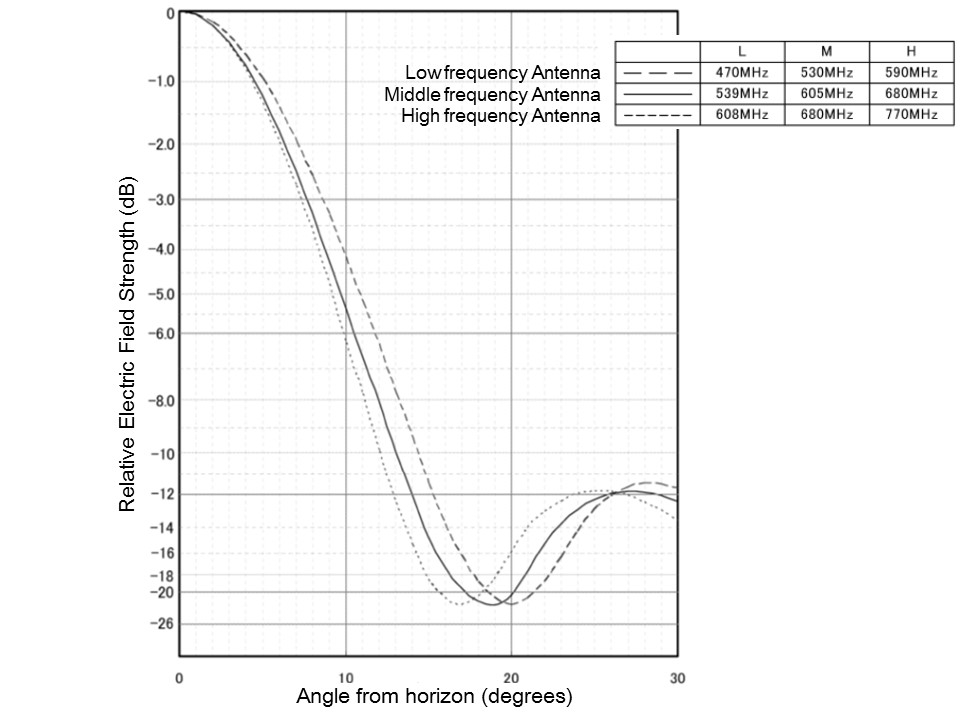 0
−1.0
−2.0
−3.0
−4.0
−5.0
−6.0
−8.0
−10
−12
−14
−16
−18
−20
−26
Relative Electric Field Strength (dB)
0 10 20 30
Angle from horizon (degrees)
L M H
Low frequency Antenna 470MHz 530MHz 590MHz
Middle frequency Antenna 539MHz 605MHz 680MHz
High frequency Antenna 608MHz 680MHz 770MHz